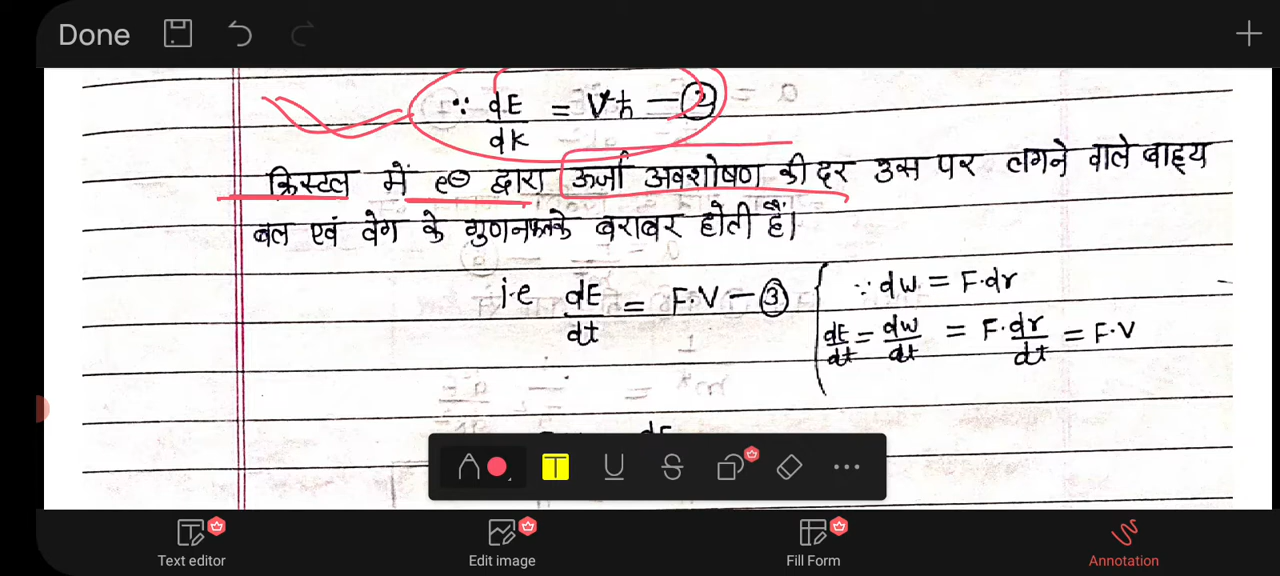 Done
∵ dE/dk = Vħ — ②
क्रिस्टल में e⊖ द्वारा ऊर्जा अवशोषण की दर उस पर लगने वाले बाह्य
बल एवं वेग के गुणनफल के बराबर होती हैं।
i.e dE/dt = F·V — ③
∵ dw = F·dr
dE/dt = dw/dt = F·dr/dt = F·V
dE
Text editor
Edit image
Fill Form
Annotation